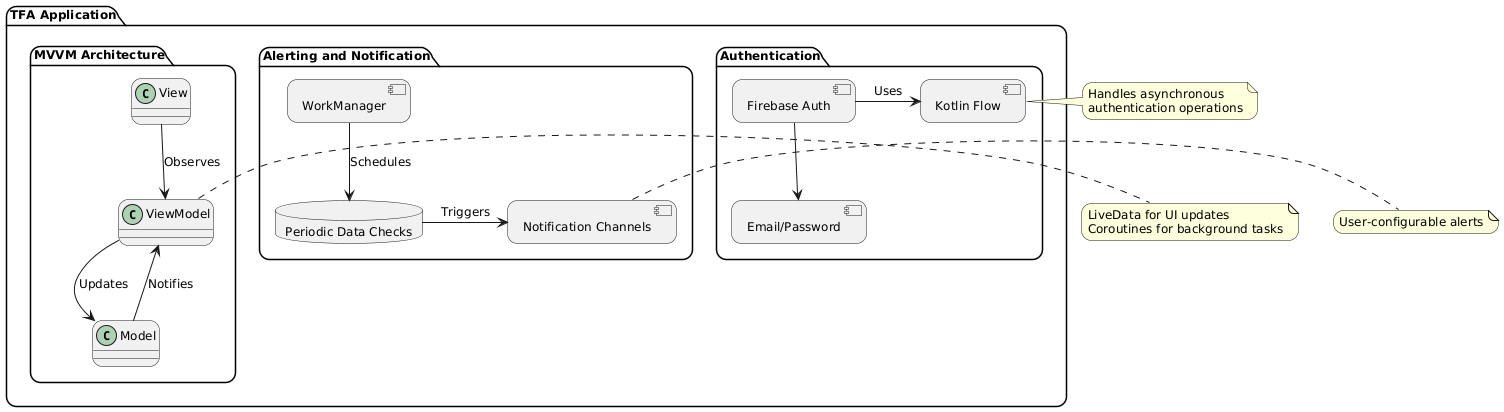 TFA Application
MVVM Architecture
C View
Observes
C ViewModel
Updates
Notifies
C Model
Alerting and Notification
WorkManager
Schedules
Periodic Data Checks
Triggers
Notification Channels
Authentication
Firebase Auth
Uses
Kotlin Flow
Email/Password
Handles asynchronous
authentication operations
LiveData for UI updates
Coroutines for background tasks
User-configurable alerts